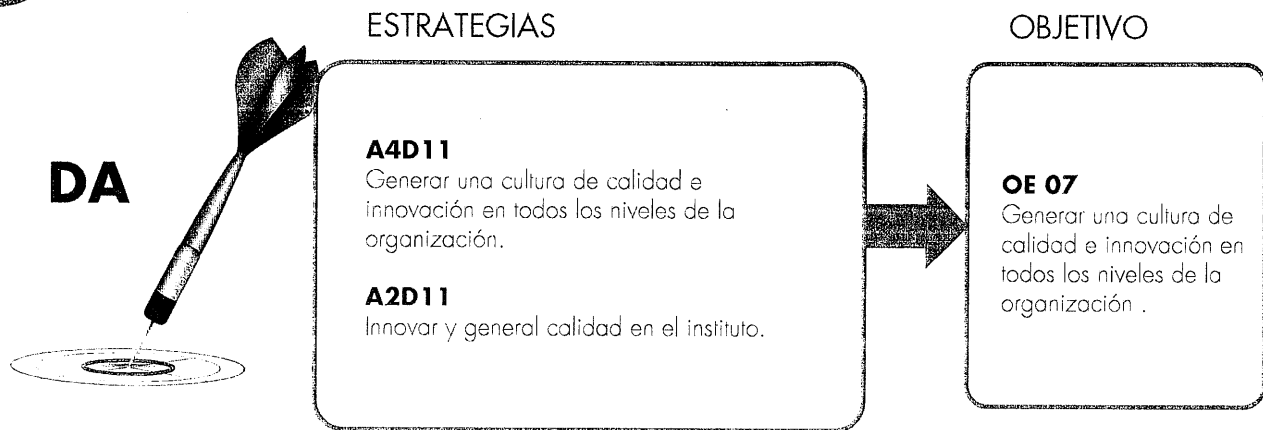 ESTRATEGIAS
OBJETIVO
DA
A4D11
Generar una cultura de calidad e
innovación en todos los niveles de la
organización.
A2D11
Innovar y general calidad en el instituto.
OE 07
Generar una cultura de
calidad e innovación en
todos los niveles de la
organización .